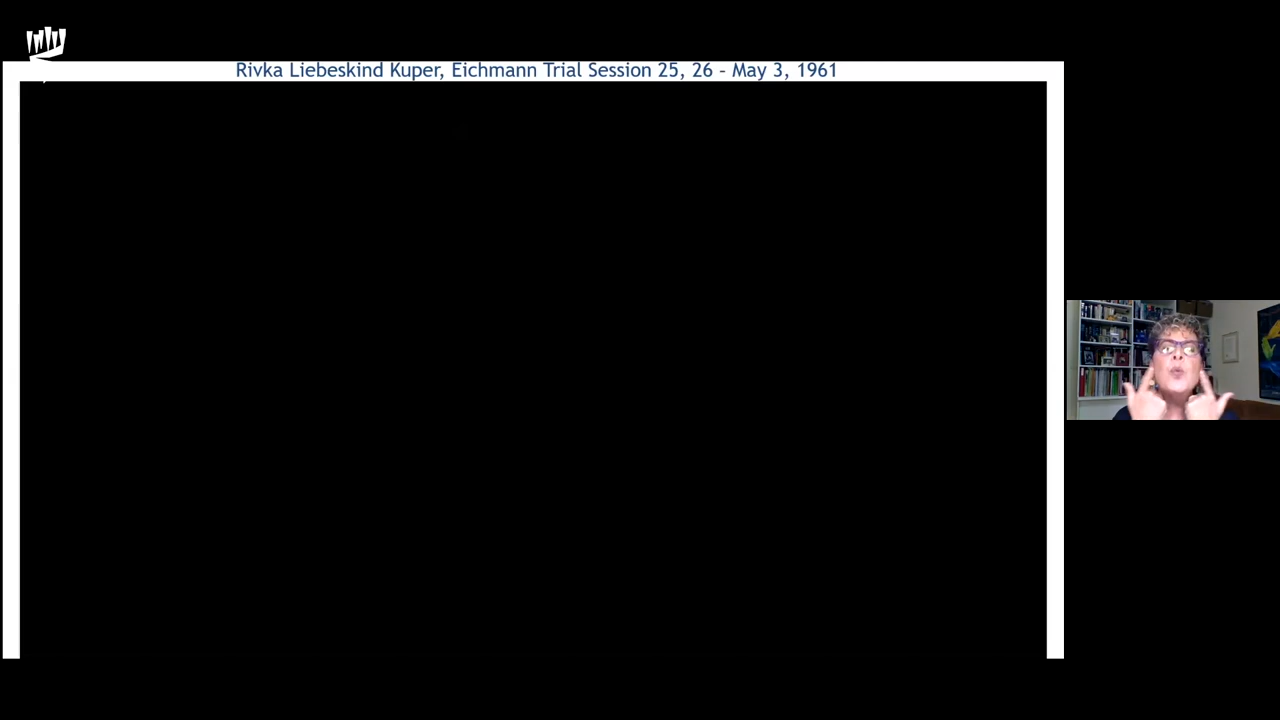 Rivka Liebeskind Kuper, Eichmann Trial Session 25, 26 – May 3, 1961